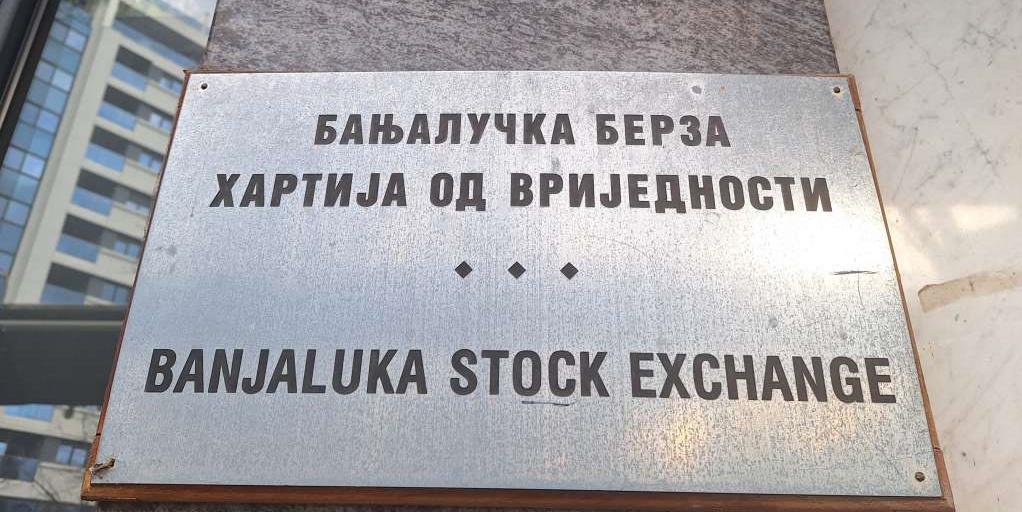 БАЊАЛУЧКА БЕРЗА
ХАРТИЈА ОД ВРИЈЕДНОСТИ
BANJALUKA STOCK EXCHANGE